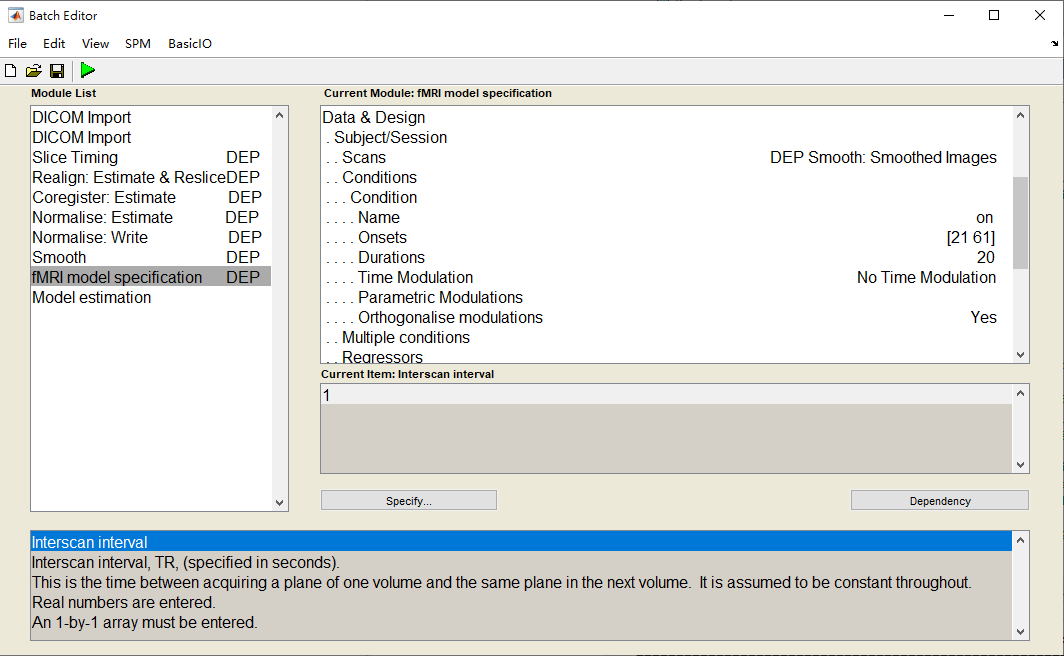 Batch Editor
File Edit View SPM BasicIO
Module List
DICOM Import
DICOM Import
Slice Timing DEP
Realign: Estimate & Reslice DEP
Coregister: Estimate DEP
Normalise: Estimate DEP
Normalise: Write DEP
Smooth DEP
fMRI model specification DEP
Model estimation
Current Module: fMRI model specification
Data & Design
. Subject/Session
. . Scans DEP Smooth: Smoothed Images
. . Conditions
. . . Condition
. . . . Name on
. . . . Onsets [21 61]
. . . . Durations 20
. . . . Time Modulation No Time Modulation
. . . . Parametric Modulations
. . . . Orthogonalise modulations Yes
. . Multiple conditions
. . Regressors
Current Item: Interscan interval
1
Specify... Dependency
Interscan interval
Interscan interval, TR, (specified in seconds).
This is the time between acquiring a plane of one volume and the same plane in the next volume.  It is assumed to be constant throughout.
Real numbers are entered.
An 1-by-1 array must be entered.